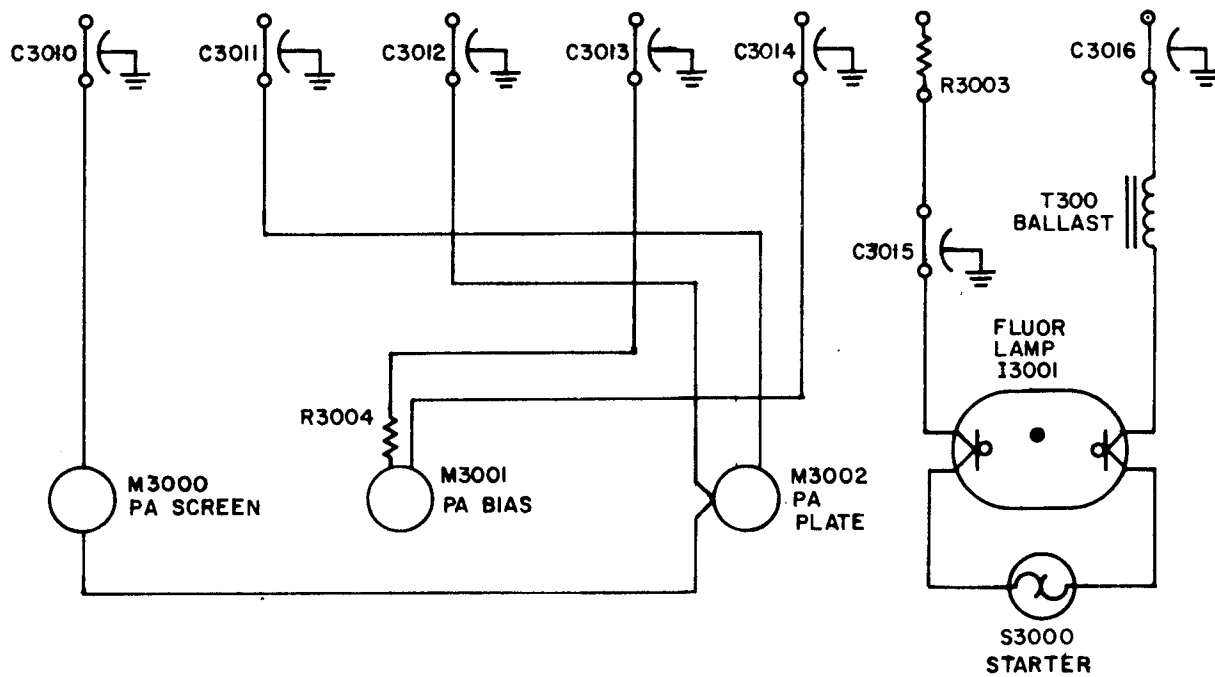 C3010
C3011
C3012
C3013
C3014
C3016
R3003
T300
BALLAST
C3015
FLUOR
LAMP
I3001
R3004
M3000
PA SCREEN
M3001
PA BIAS
M3002
PA
PLATE
S3000
STARTER